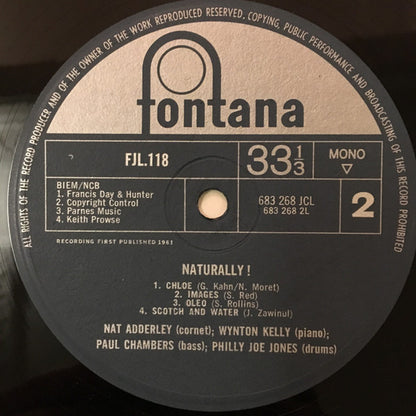 ALL RIGHTS OF THE RECORD PRODUCER AND OF THE OWNER OF THE WORK REPRODUCED RESERVED. COPYING, PUBLIC PERFORMANCE AND BROADCASTING OF THIS RECORD PROHIBITED
fontana
FJL.118
33 1/3
MONO
BIEM/NCB
1. Francis Day & Hunter
2. Copyright Control
3. Parnes Music
4. Keith Prowse
683 268 JCL
683 268 2L
2
RECORDING FIRST PUBLISHED 1961
NATURALLY!
1. CHLOE (G. Kahn/N. Moret)
2. IMAGES (S. Red)
3. OLEO (S. Rollins)
4. SCOTCH AND WATER (J. Zawinul)
NAT ADDERLEY (cornet); WYNTON KELLY (piano);
PAUL CHAMBERS (bass); PHILLY JOE JONES (drums)